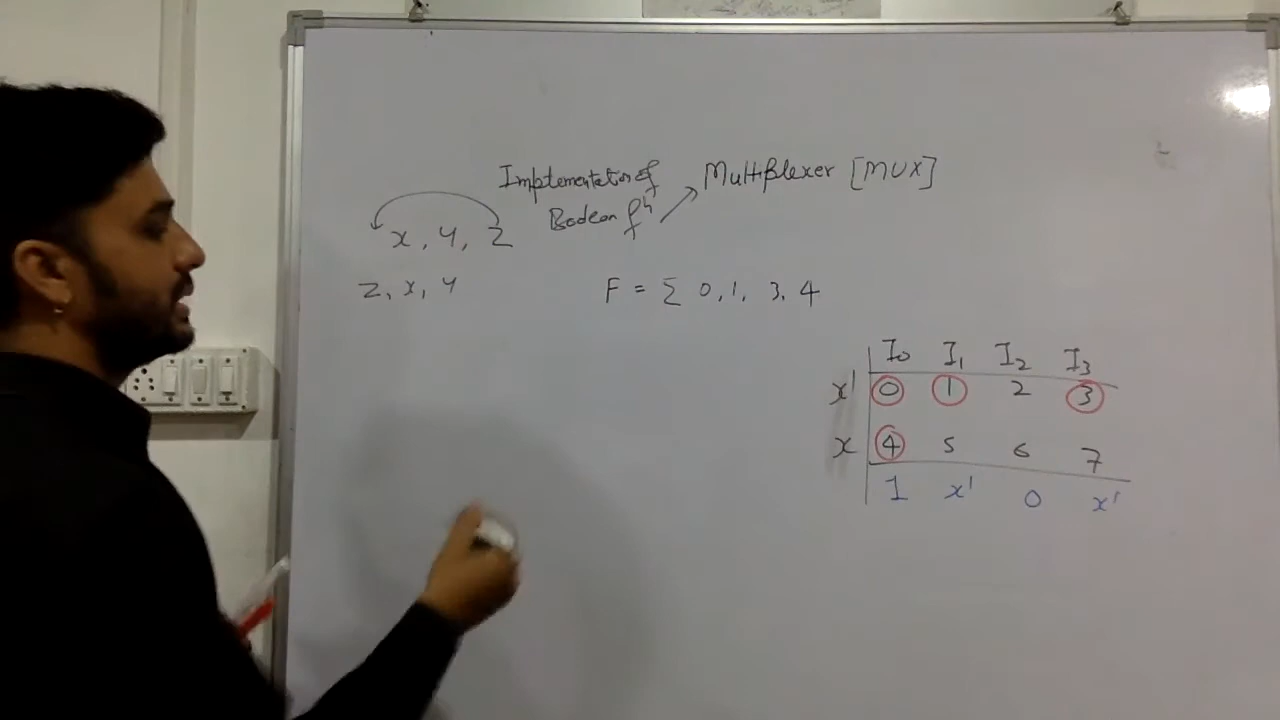 Implementation of Multiplexer [MUX]
Boolean fⁿ
x, y, z
z, x, y
F = Σ 0, 1, 3, 4
I₀ I₁ I₂ I₃
x' 0 1 2 3
x 4 5 6 7
1 x' 0 x'